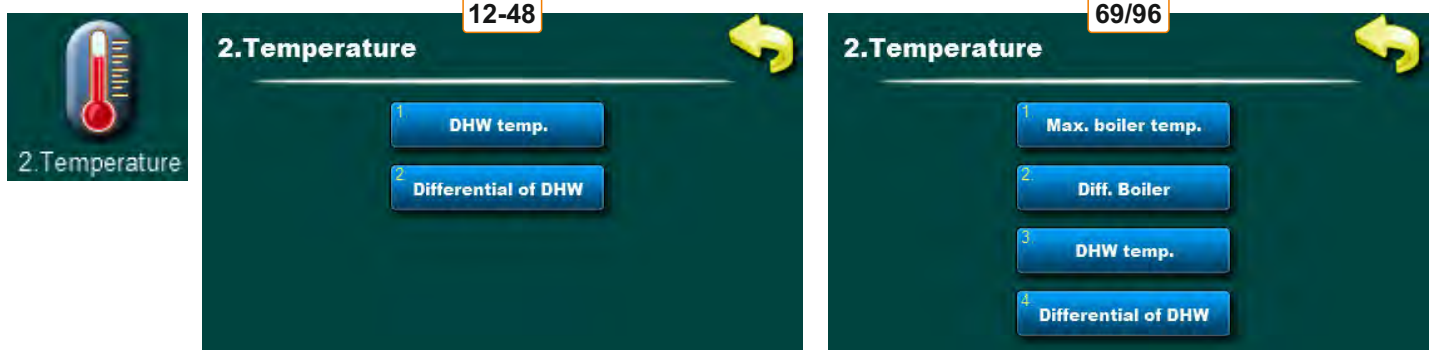 2.Temperature
12-48
2.Temperature
1
DHW temp.
2
Differential of DHW
69/96
2.Temperature
1
Max. boiler temp.
2.
Diff. Boiler
3.
DHW temp.
4
Differential of DHW